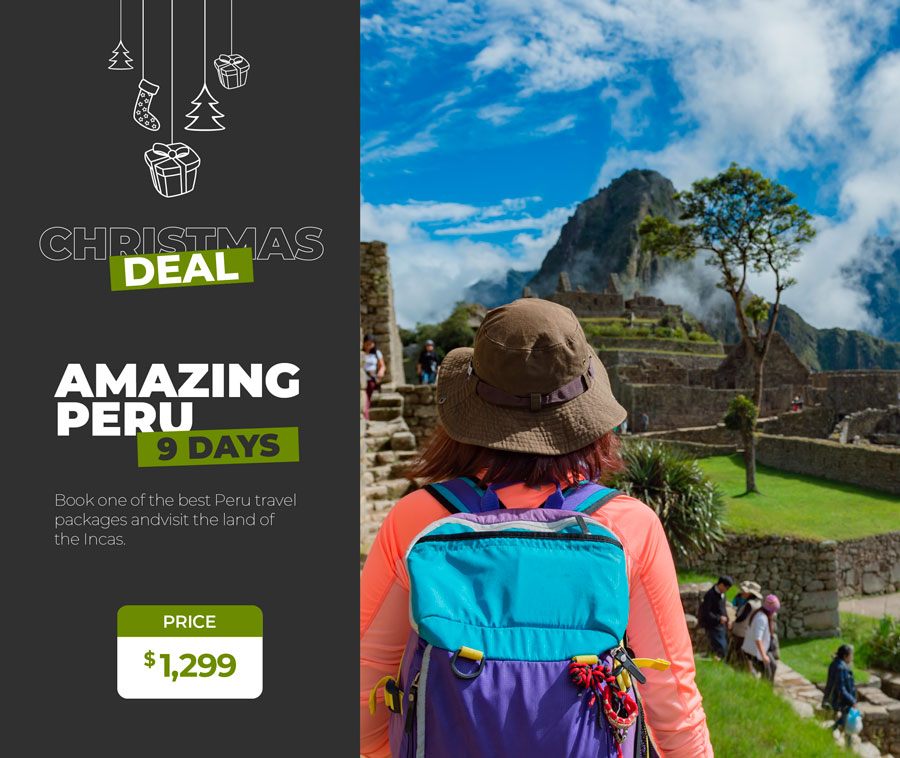 CHRISTMAS
DEAL
AMAZING
PERU
9 DAYS
Book one of the best Peru travel
packages andvisit the land of
the Incas.
PRICE
$1,299